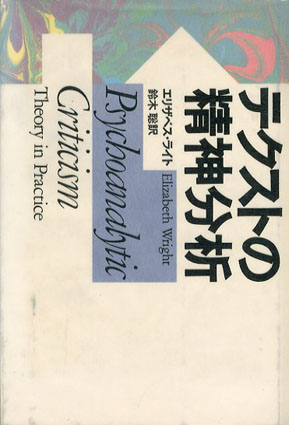 テクストの
精神分析
エリザベス・ライト
鈴木 聡訳
Elizabeth Wright
Psychoanalytic
Criticism
Theory in Practice